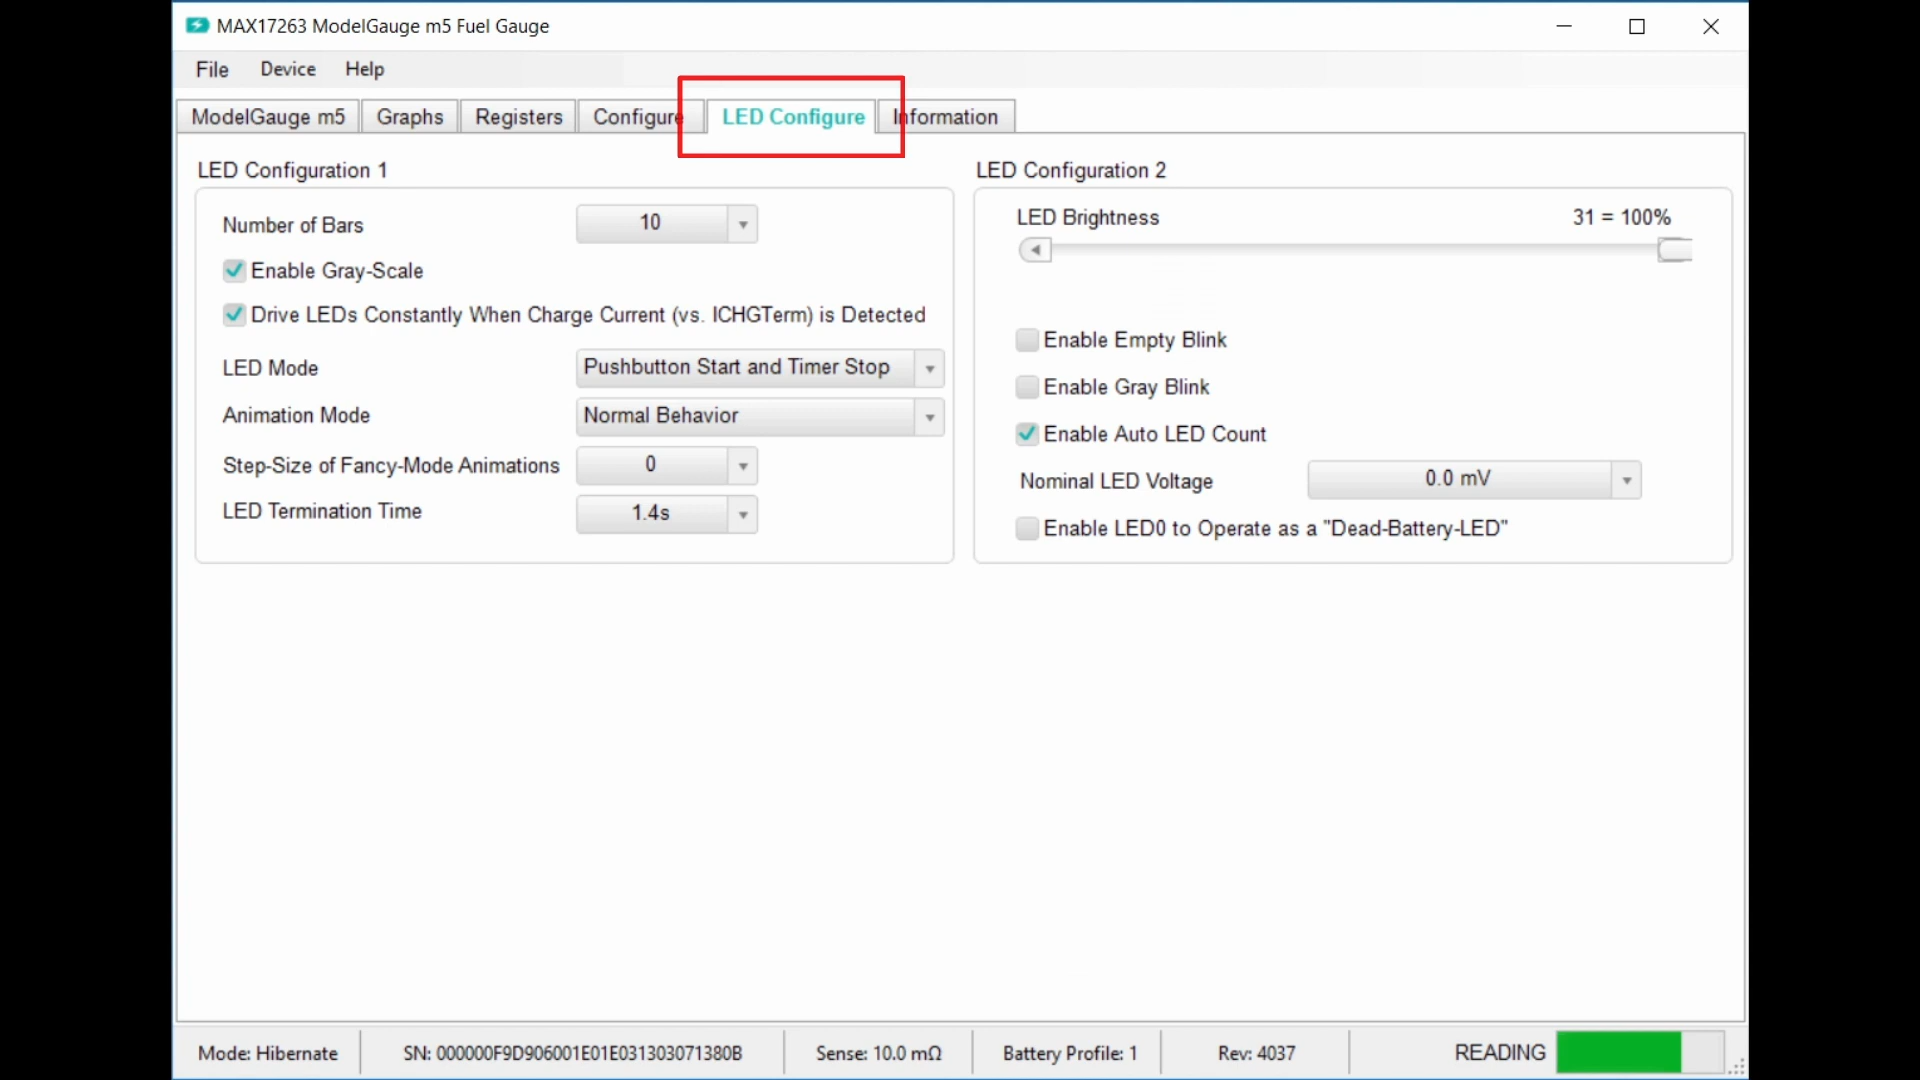 MAX17263 ModelGauge m5 Fuel Gauge
File Device Help
ModelGauge m5 Graphs Registers Configure LED Configure Information
LED Configuration 1
Number of Bars 10
Enable Gray-Scale
Drive LEDs Constantly When Charge Current (vs. ICHGTerm) is Detected
LED Mode Pushbutton Start and Timer Stop
Animation Mode Normal Behavior
Step-Size of Fancy-Mode Animations 0
LED Termination Time 1.4s
LED Configuration 2
LED Brightness 31 = 100%
Enable Empty Blink
Enable Gray Blink
Enable Auto LED Count
Nominal LED Voltage 0.0 mV
Enable LED0 to Operate as a "Dead-Battery-LED"
Mode: Hibernate SN: 000000F9D906001E01E031303071380B Sense: 10.0 mΩ Battery Profile: 1 Rev: 4037 READING